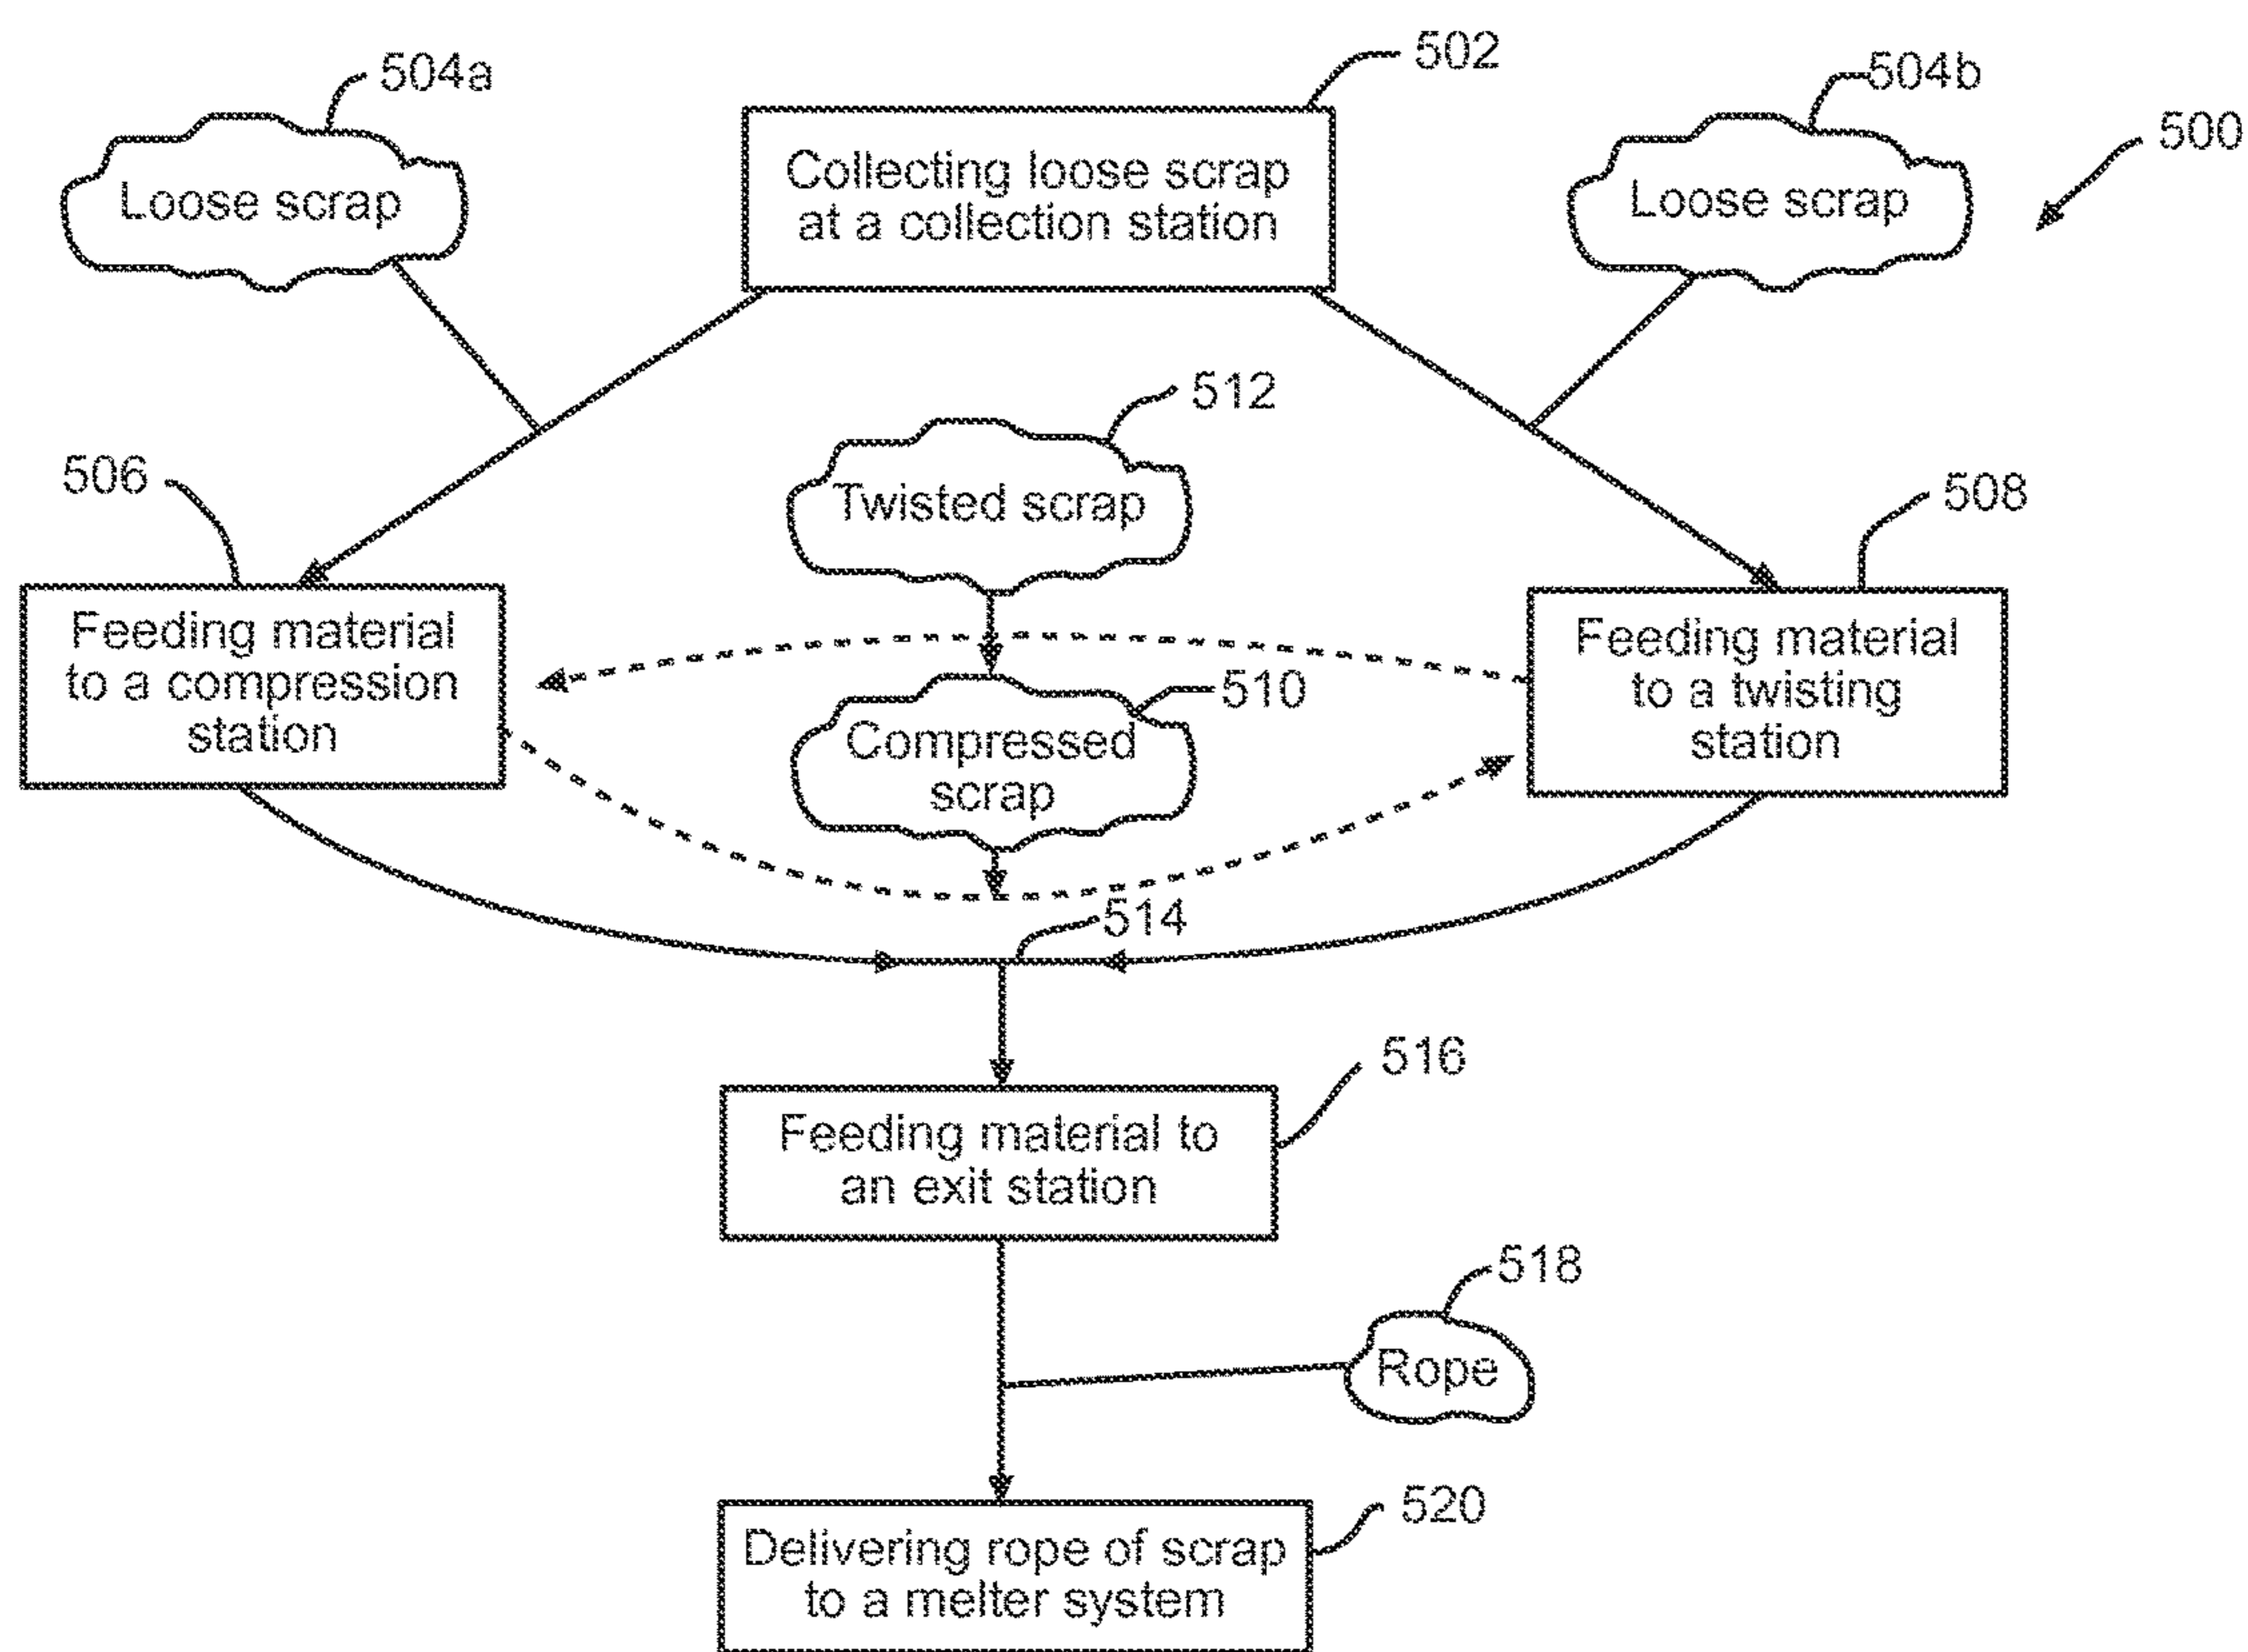 502
504a
504b
500
Loose scrap
Collecting loose scrap
at a collection station
Loose scrap
512
506
Twisted scrap
508
Feeding material
to a compression
station
510
Compressed
scrap
Feeding material
to a twisting
station
514
516
Feeding material to
an exit station
518
Rope
520
Delivering rope of scrap
to a melter system